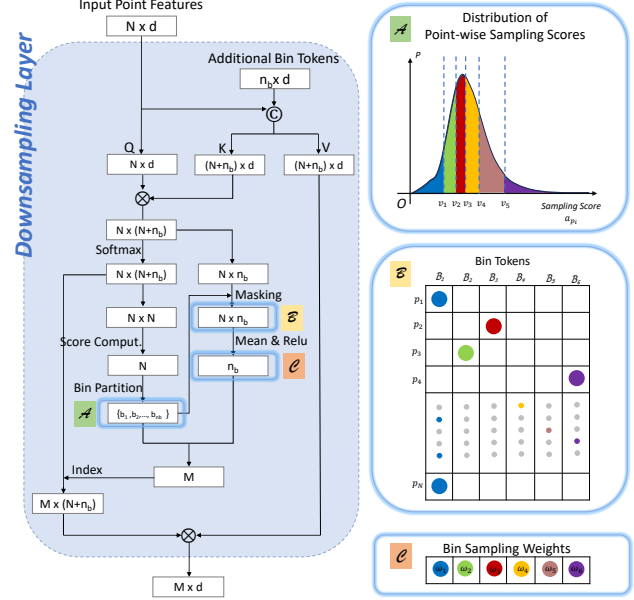 Input Point Features
N x d
Downsampling Layer
Additional Bin Tokens
n_b x d
C
Q
K
V
N x d
(N+n_b) x d
(N+n_b) x d
N x (N+n_b)
Softmax
N x (N+n_b)
N x n_b
Masking
N x N
N x n_b
B
Score Comput.
Mean & Relu
N
n_b
C
Bin Partition
A
{b_1,b_2,..., b_nb }
Index
M
M x (N+n_b)
M x d
A
Distribution of
Point-wise Sampling Scores
P
O
v_1 v_2 v_3 v_4 v_5
Sampling Score
a_{p_i}
B
Bin Tokens
B_1 B_2 B_3 B_4 B_5 B_6
p_1
p_2
p_3
p_4
p_N
C
Bin Sampling Weights
ω_1 ω_2 ω ω_4 ω_5 ω_6